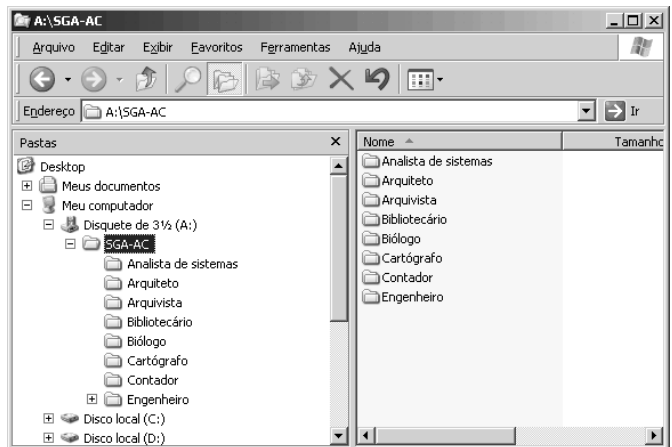 A:\SGA-AC
Arquivo Editar Exibir Favoritos Ferramentas Ajuda
Endereço A:\SGA-AC Ir
Pastas
Desktop
Meus documentos
Meu computador
Disquete de 3½ (A:)
SGA-AC
Analista de sistemas
Arquiteto
Arquivista
Bibliotecário
Biólogo
Cartógrafo
Contador
Engenheiro
Disco local (C:)
Disco local (D:)
Nome Tamanho
Analista de sistemas
Arquiteto
Arquivista
Bibliotecário
Biólogo
Cartógrafo
Contador
Engenheiro